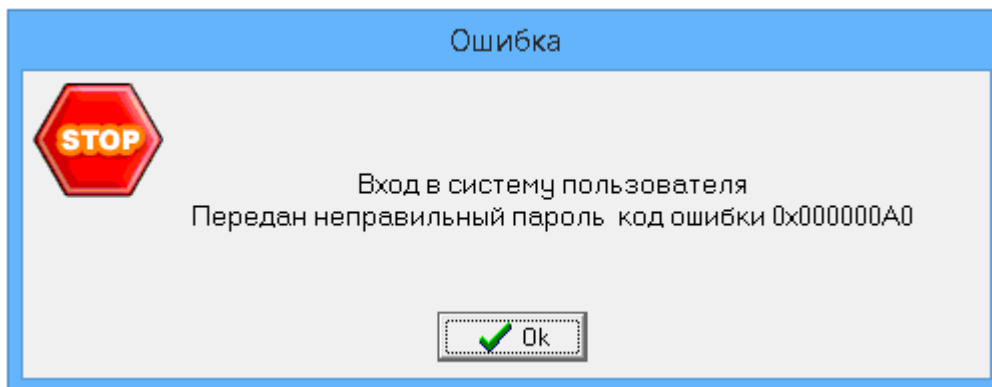 Ошибка
STOP
Вход в систему пользователя
Передан неправильный пароль код ошибки 0x000000A0
Ok